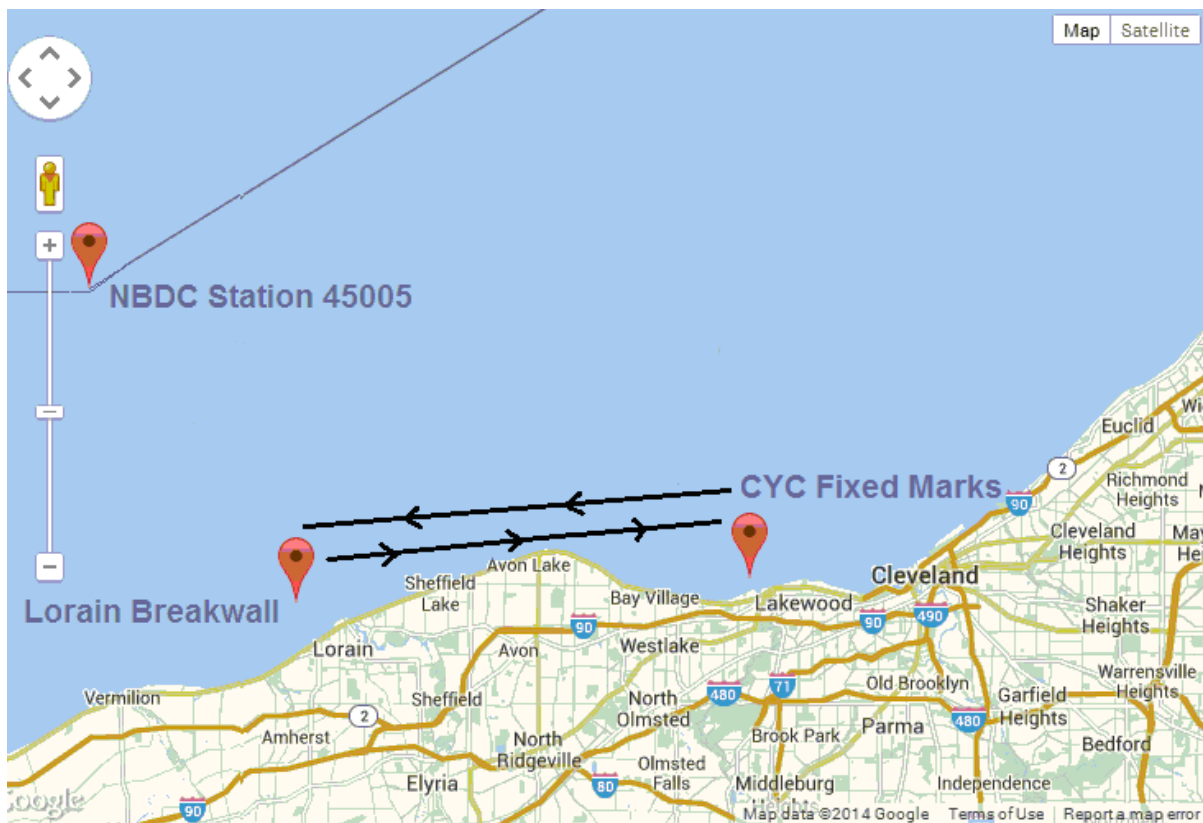 Map Satellite
+
NBDC Station 45005
Euclid
2
Richmond
Heights
CYC Fixed Marks
90
Cleveland
Heights
Avon Lake
Sheffield
Lake
Cleveland
Lorain Breakwall
Bay Village
Lakewood
490
Shaker
Heights
90
90
Lorain
Avon
Westlake
Warrensville
Heights
Vermilion
Sheffield
North
Olmsted
480
71
Old Brooklyn
Garfield
Heights
2
Amherst
Parma
480
Brook Park
Bedford
North
Ridgeville
Olmsted
Falls
Elyria
80
Middleburg
Heights
Independence
90
Map data ©2014 Google Terms of Use Report a map error